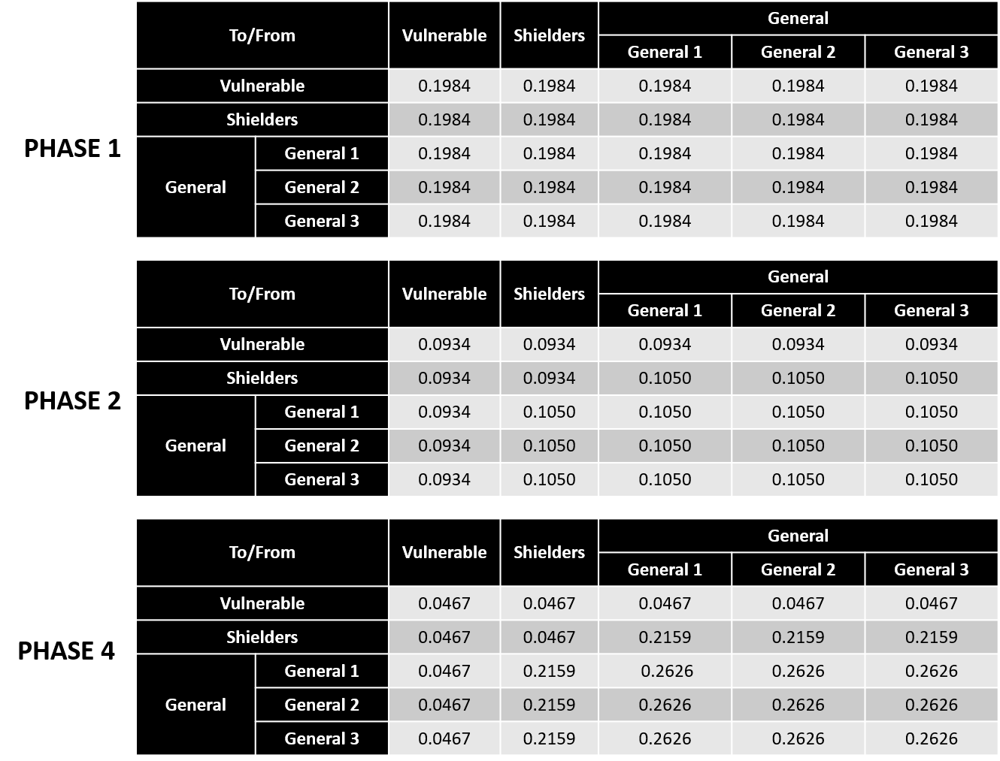 PHASE 1
To/From Vulnerable Shielders General
General 1 General 2 General 3
Vulnerable 0.1984 0.1984 0.1984 0.1984 0.1984
Shielders 0.1984 0.1984 0.1984 0.1984 0.1984
General General 1 0.1984 0.1984 0.1984 0.1984 0.1984
General 2 0.1984 0.1984 0.1984 0.1984 0.1984
General 3 0.1984 0.1984 0.1984 0.1984 0.1984
PHASE 2
To/From Vulnerable Shielders General
General 1 General 2 General 3
Vulnerable 0.0934 0.0934 0.0934 0.0934 0.0934
Shielders 0.0934 0.0934 0.1050 0.1050 0.1050
General General 1 0.0934 0.1050 0.1050 0.1050 0.1050
General 2 0.0934 0.1050 0.1050 0.1050 0.1050
General 3 0.0934 0.1050 0.1050 0.1050 0.1050
PHASE 4
To/From Vulnerable Shielders General
General 1 General 2 General 3
Vulnerable 0.0467 0.0467 0.0467 0.0467 0.0467
Shielders 0.0467 0.0467 0.2159 0.2159 0.2159
General General 1 0.0467 0.2159 0.2626 0.2626 0.2626
General 2 0.0467 0.2159 0.2626 0.2626 0.2626
General 3 0.0467 0.2159 0.2626 0.2626 0.2626